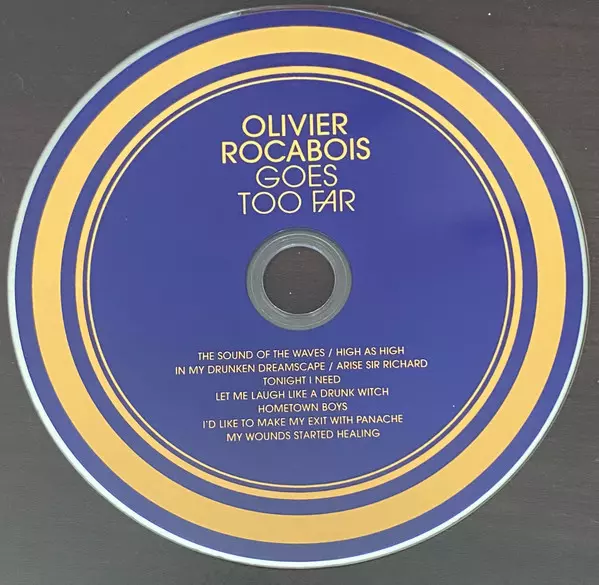 OLIVIER
ROCABOIS
GOES
TOO FAR
THE SOUND OF THE WAVES / HIGH AS HIGH
IN MY DRUNKEN DREAMSCAPE / ARISE SIR RICHARD
TONIGHT I NEED
LET ME LAUGH LIKE A DRUNK WITCH
HOMETOWN BOYS
I'D LIKE TO MAKE MY EXIT WITH PANACHE
MY WOUNDS STARTED HEALING